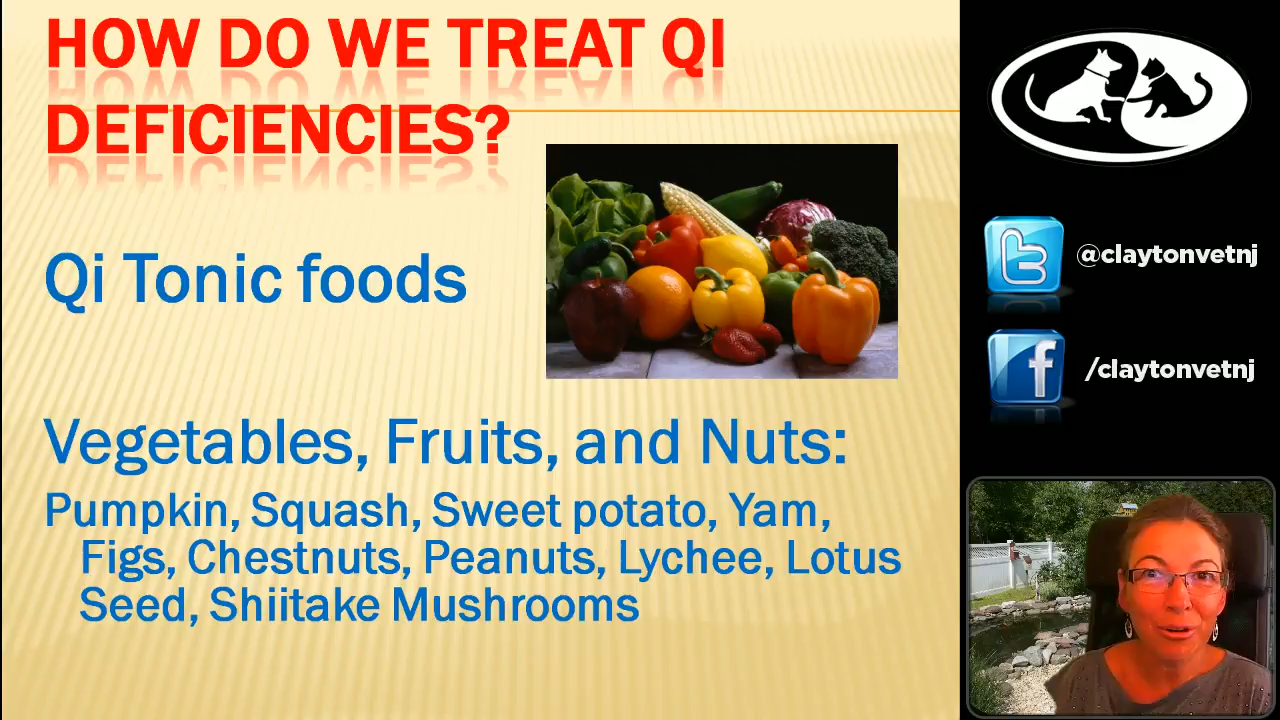 HOW DO WE TREAT QI
DEFICIENCIES?
Qi Tonic foods
Vegetables, Fruits, and Nuts:
Pumpkin, Squash, Sweet potato, Yam,
Figs, Chestnuts, Peanuts, Lychee, Lotus
Seed, Shiitake Mushrooms
@claytonvetnj
/claytonvetnj